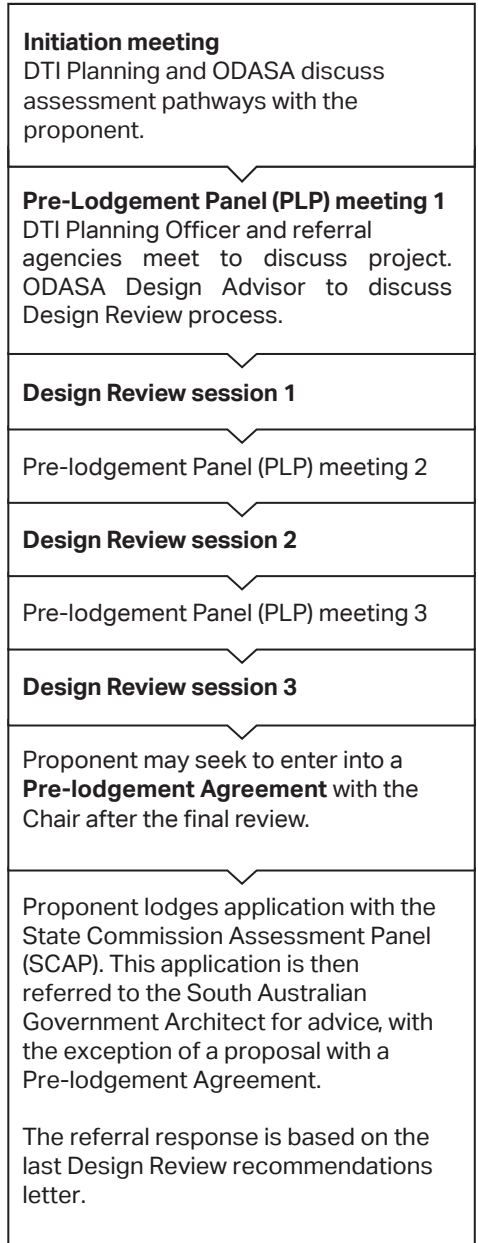 Initiation meeting
DTI Planning and ODASA discuss
assessment pathways with the
proponent.
Pre-Lodgement Panel (PLP) meeting 1
DTI Planning Officer and referral
agencies meet to discuss project.
ODASA Design Advisor to discuss
Design Review process.
Design Review session 1
Pre-lodgement Panel (PLP) meeting 2
Design Review session 2
Pre-lodgement Panel (PLP) meeting 3
Design Review session 3
Proponent may seek to enter into a
Pre-lodgement Agreement with the
Chair after the final review.
Proponent lodges application with the
State Commission Assessment Panel
(SCAP). This application is then
referred to the South Australian
Government Architect for advice, with
the exception of a proposal with a
Pre-lodgement Agreement.
The referral response is based on the
last Design Review recommendations
letter.